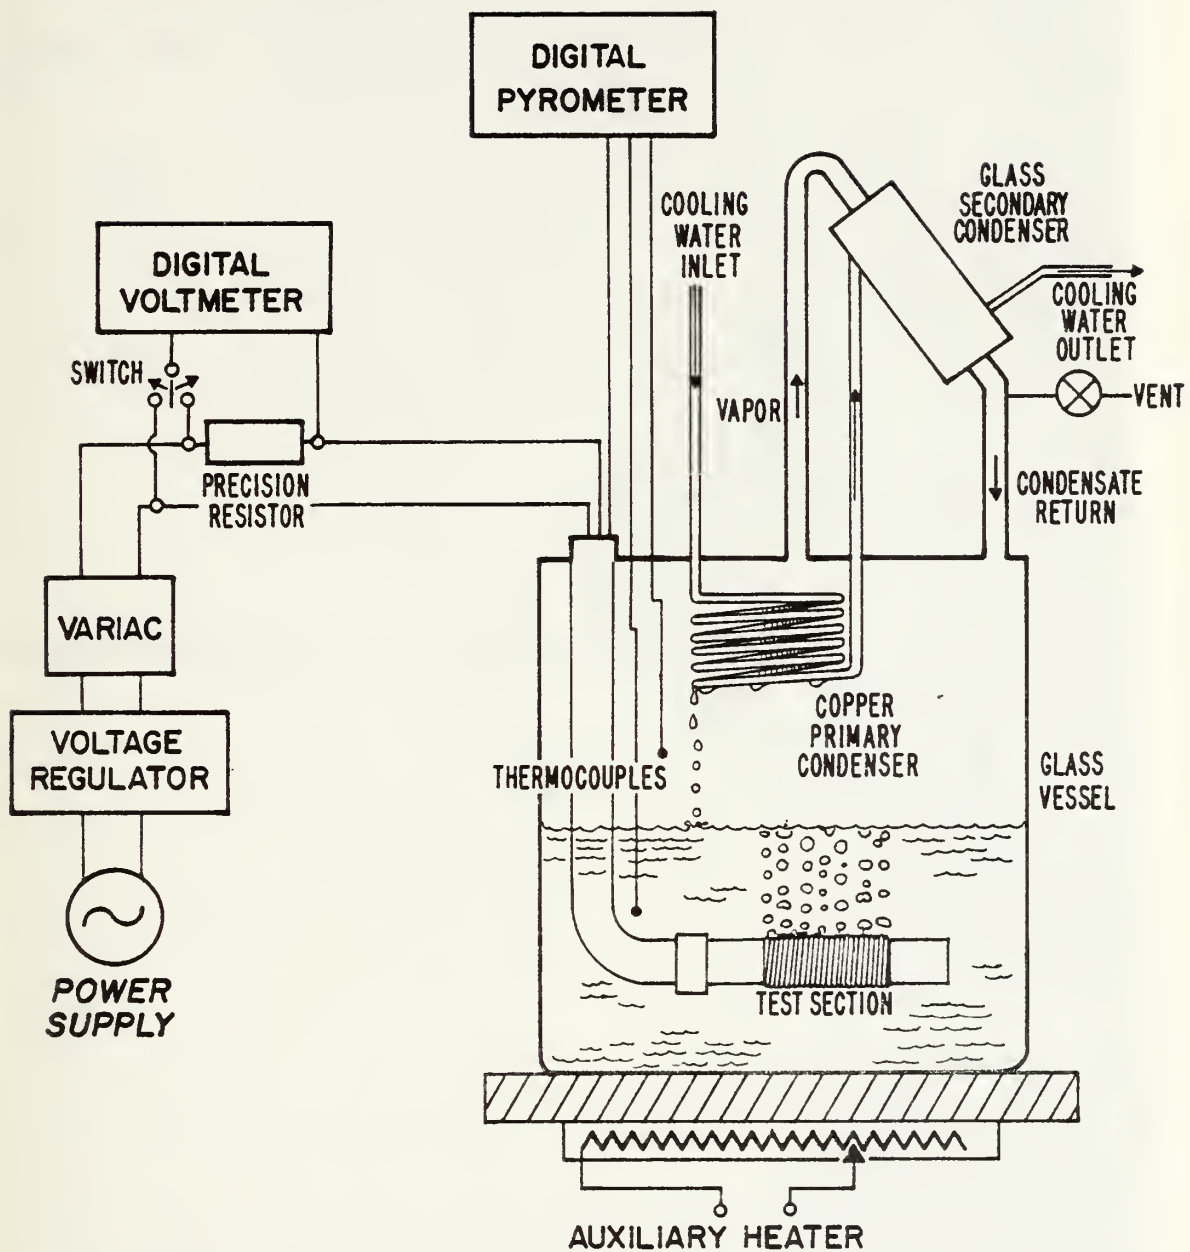 DIGITAL
PYROMETER
GLASS
SECONDARY
CONDENSER
COOLING
WATER
INLET
DIGITAL
VOLTMETER
COOLING
WATER
OUTLET
SWITCH
VAPOR
VENT
PRECISION
RESISTOR
CONDENSATE
RETURN
VARIAC
COPPER
PRIMARY
CONDENSER
VOLTAGE
REGULATOR
THERMOCOUPLES
GLASS
VESSEL
POWER
SUPPLY
TEST SECTION
AUXILIARY HEATER